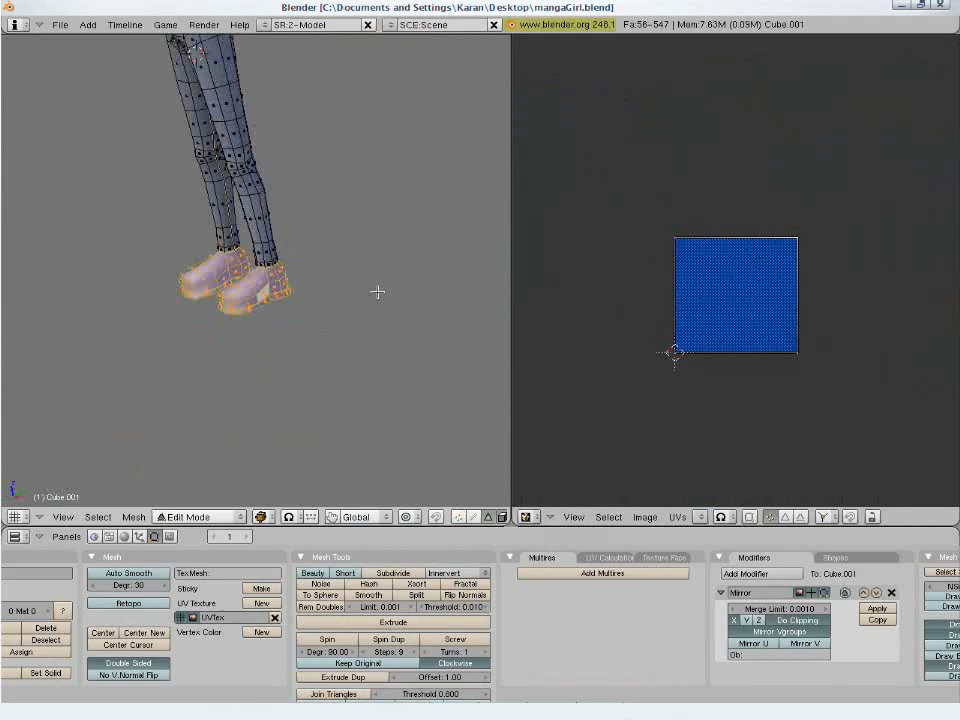 Blender [C:\Documents and Settings\Karan\Desktop\mangaGirl.blend]
File Add Timeline Game Render Help SR:2-Model SCE:Scene www.blender.org 248.1 Fa:56-547 | Mem:7.63M (0.09M) Cube.001
(1) Cube.001
View Select Mesh Edit Mode Global View Select Image UVs
Panels 1
Mesh Mesh Tools Multires UV Calculation Texture Face Modifiers Shapes Mesh
Auto Smooth TexMesh: Beauty Short Subdivide Innervert Add Multires Add Modifier To: Cube.001 Select S
Degr: 30 Sticky Make Noise Hash Xsort Fractal Mirror
To Sphere Smooth Split Flip Normals
0 Mat 0 ? Retopo UV Texture New Rem Doubles Limit: 0.001 Threshold: 0.010 Merge Limit: 0.0010 Apply
UVTex Extrude X Y Z Do Clipping Copy
Delete Center Center New Vertex Color New Mirror Vgroups
Deselect Center Cursor Spin Spin Dup Screw Mirror U Mirror V
Assign Degr: 90.00 Steps: 9 Turns: 1 Ob:
Double Sided Keep Original Clockwise
Set Solid No V.Normal Flip Extrude Dup Offset: 1.00
Join Triangles Threshold 0.800